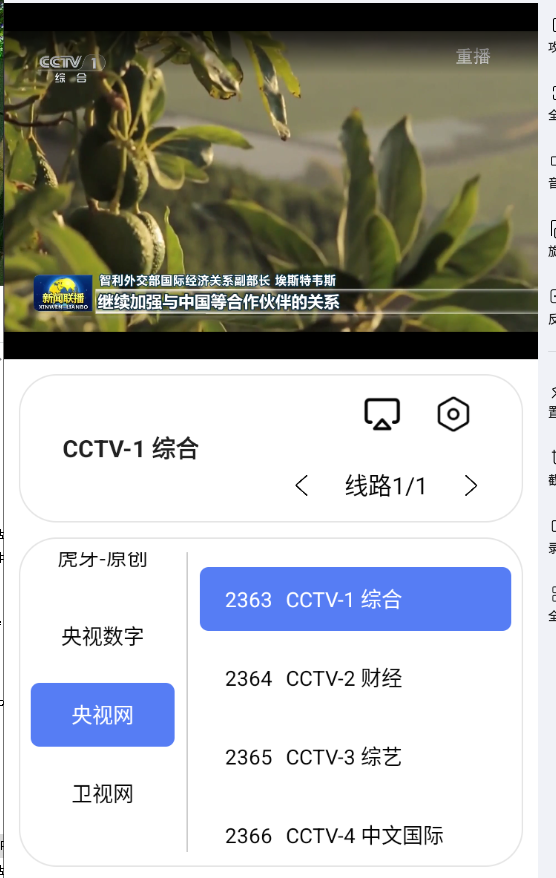 CCTV 1
综合
重播
智利外交部国际经济关系副部长 埃斯特韦斯
新闻联播
XINWEN LIANBO
继续加强与中国等合作伙伴的关系
CCTV-1 综合
线路1/1
虎牙-原创
央视数字
央视网
卫视网
2363 CCTV-1 综合
2364 CCTV-2 财经
2365 CCTV-3 综艺
2366 CCTV-4 中文国际